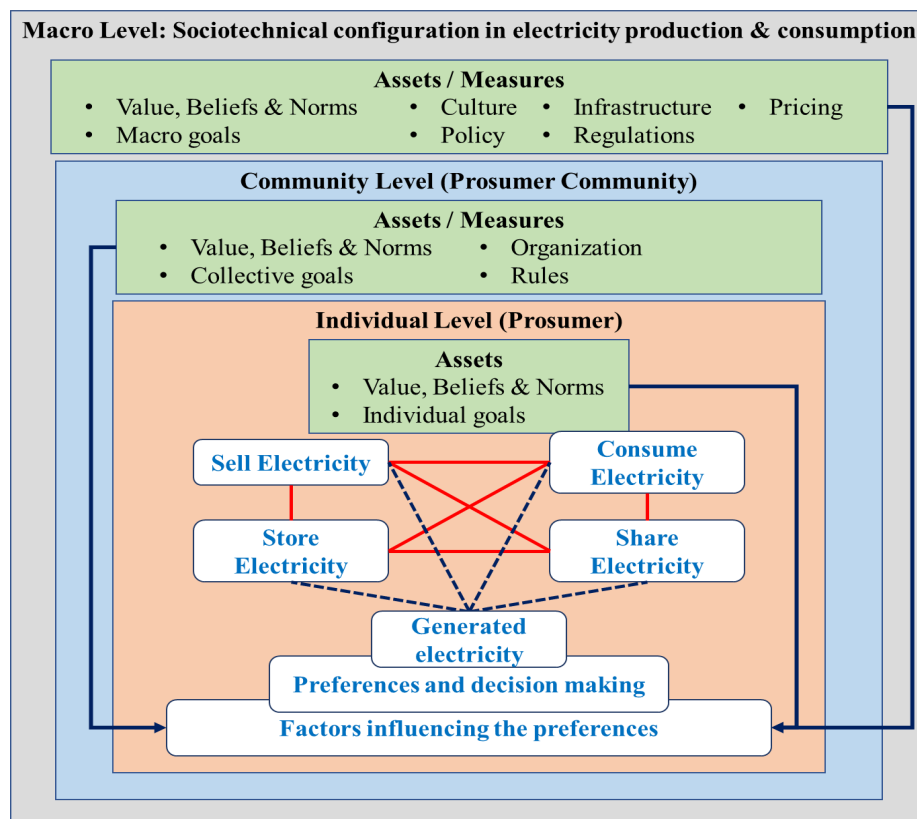 Macro Level: Sociotechnical configuration in electricity production & consumption
Assets / Measures
• Value, Beliefs & Norms • Culture • Infrastructure • Pricing
• Macro goals • Policy • Regulations
Community Level (Prosumer Community)
Assets / Measures
• Value, Beliefs & Norms • Organization
• Collective goals • Rules
Individual Level (Prosumer)
Assets
• Value, Beliefs & Norms
• Individual goals
Sell Electricity
Consume
Electricity
Store
Electricity
Share
Electricity
Generated
electricity
Preferences and decision making
Factors influencing the preferences